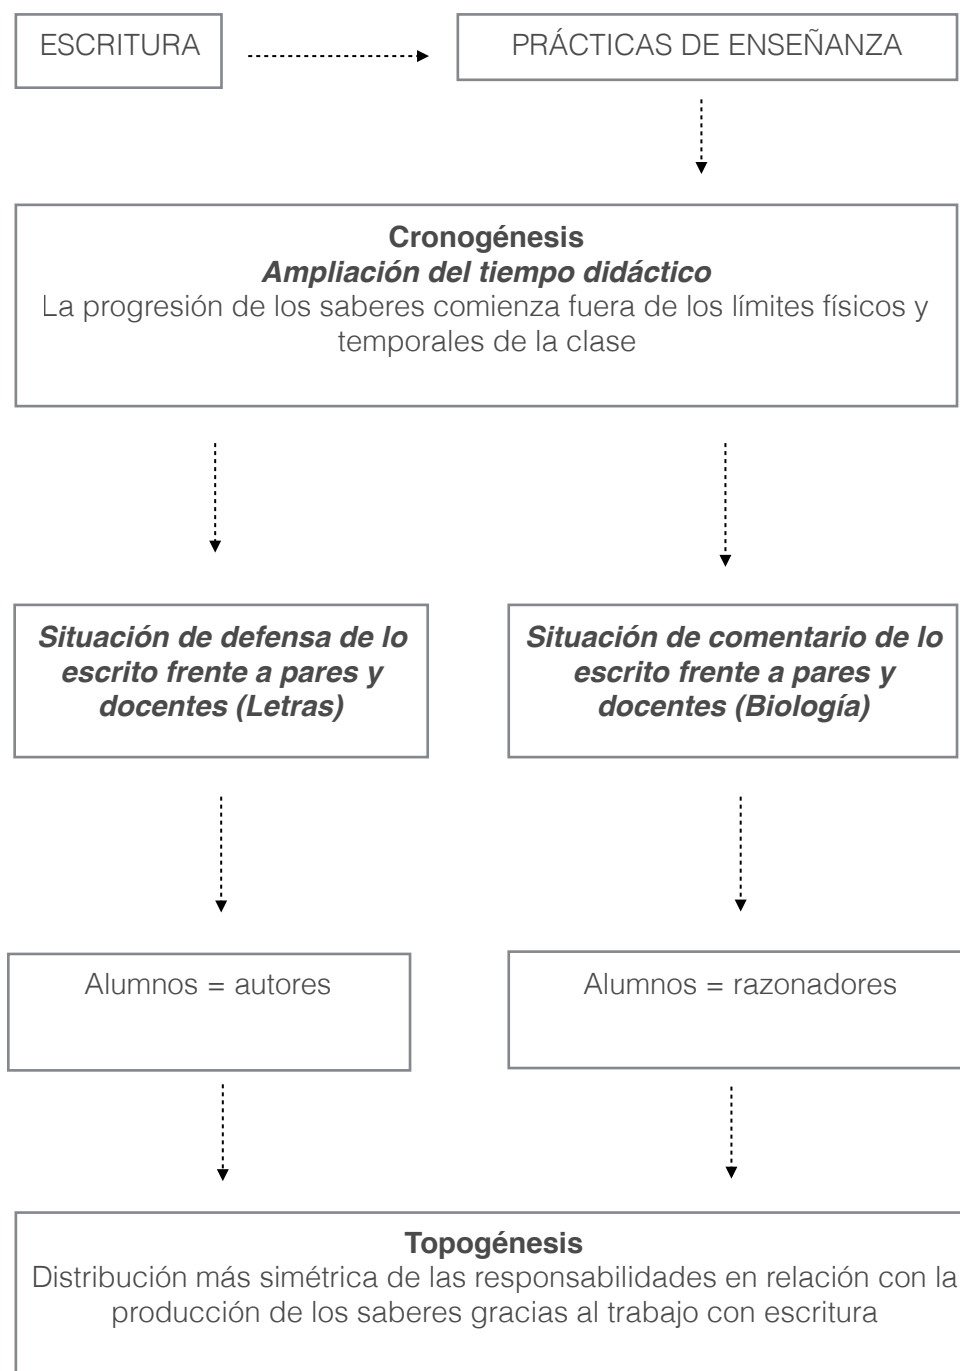 ESCRITURA
PRÁCTICAS DE ENSEÑANZA
Cronogénesis
Ampliación del tiempo didáctico
La progresión de los saberes comienza fuera de los límites físicos y
temporales de la clase
Situación de defensa de lo
escrito frente a pares y
docentes (Letras)
Situación de comentario de lo
escrito frente a pares y
docentes (Biología)
Alumnos = autores
Alumnos = razonadores
Topogénesis
Distribución más simétrica de las responsabilidades en relación con la
producción de los saberes gracias al trabajo con escritura